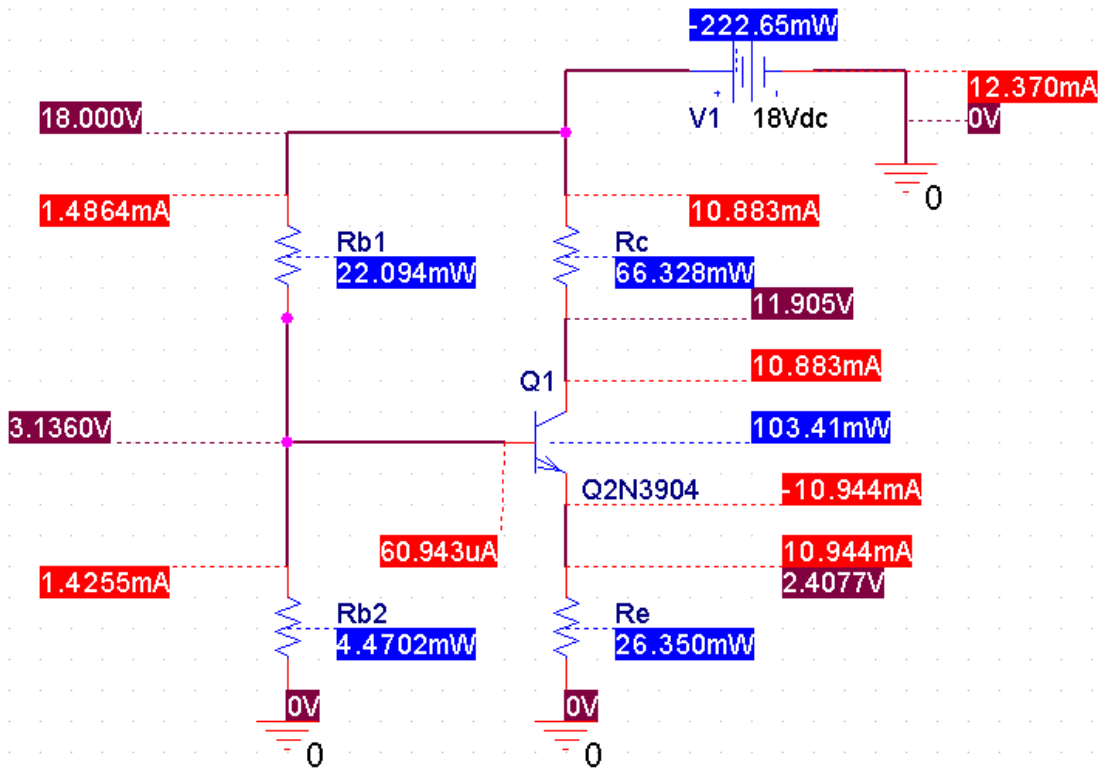 -222.65mW
12.370mA
18.000V
V1 18Vdc
0V
0
1.4864mA
10.883mA
Rb1
Rc
22.094mW
66.328mW
11.905V
10.883mA
Q1
3.1360V
103.41mW
Q2N3904
-10.944mA
60.943uA
10.944mA
1.4255mA
2.4077V
Rb2
Re
4.4702mW
26.350mW
0V
0V
0
0
+
-